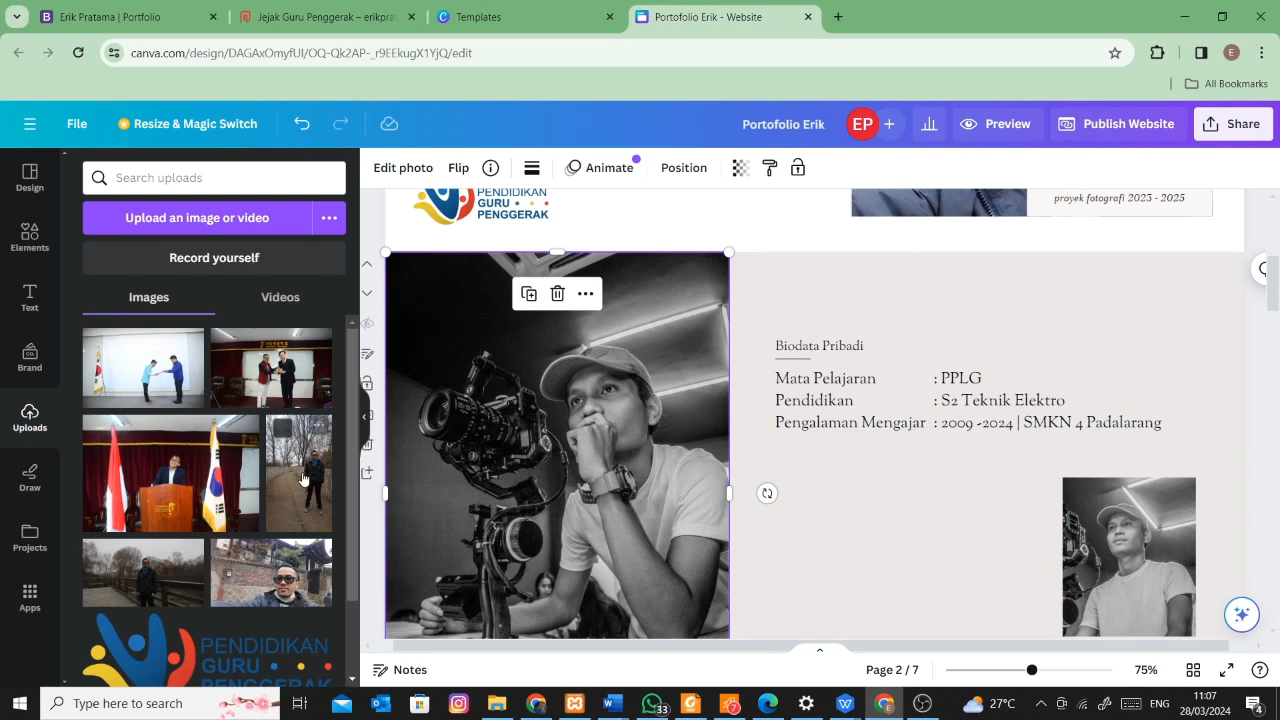 Erik Pratama | Portfolio
Jejak Guru Penggerak – erikprat
Templates
Portofolio Erik - Website
canva.com/design/DAGAxOmyfUI/OQ-Qk2AP-_r9EEkugX1YjQ/edit
E
All Bookmarks
File
Resize & Magic Switch
Portofolio Erik
EP
Preview
Publish Website
Share
Design
Elements
Text
Brand
Uploads
Draw
Projects
Apps
Search uploads
Upload an image or video
Record yourself
Images
Videos
PENDIDIKAN
GURU
PENGGERAK
Edit photo
Flip
Animate
Position
PENDIDIKAN
GURU
PENGGERAK
proyek fotografi 2023 - 2025
Biodata Pribadi
Mata Pelajaran : PPLG
Pendidikan : S2 Teknik Elektro
Pengalaman Mengajar : 2009 -2024 | SMKN 4 Padalarang
Notes
Page 2 / 7
75%
Type here to search
33
7
27°C
ENG
11:07
28/03/2024
4